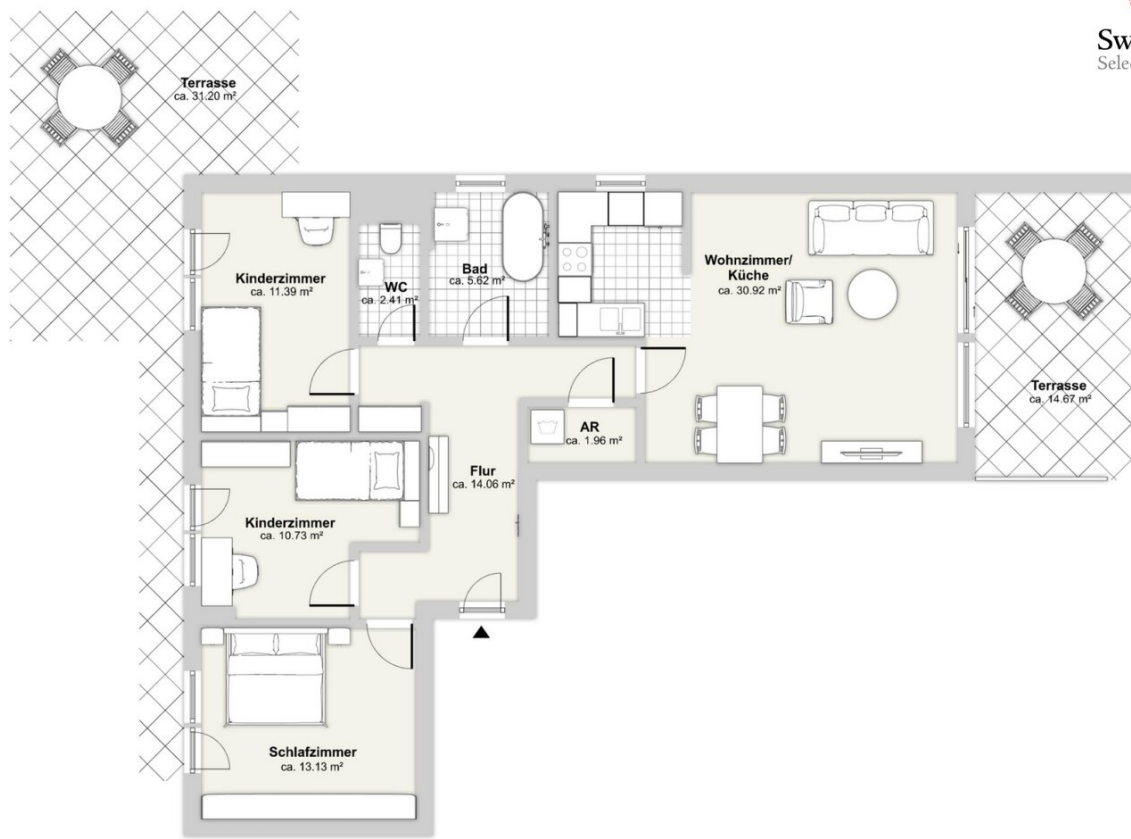 Sw
Selec
Terrasse
ca. 31.20 m²
Kinderzimmer
ca. 11.39 m²
WC
ca. 2.41 m²
Bad
ca. 5.62 m²
Wohnzimmer/
Küche
ca. 30.92 m²
Terrasse
ca. 14.67 m²
AR
ca. 1.96 m²
Flur
ca. 14.06 m²
Kinderzimmer
ca. 10.73 m²
Schlafzimmer
ca. 13.13 m²